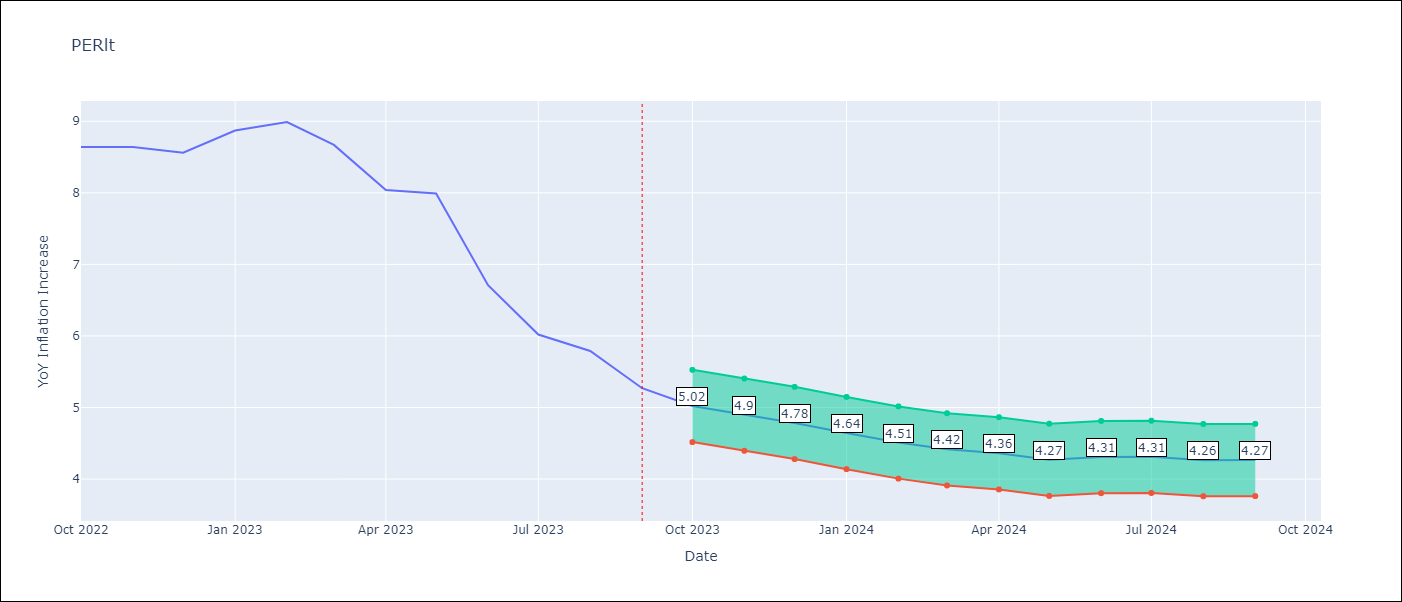 PERlt
YoY Inflation Increase
9
8
7
6
5
4
5.02
4.9
4.78
4.64
4.51
4.42
4.36
4.27
4.31
4.31
4.26
4.27
Oct 2022
Jan 2023
Apr 2023
Jul 2023
Oct 2023
Jan 2024
Apr 2024
Jul 2024
Oct 2024
Date